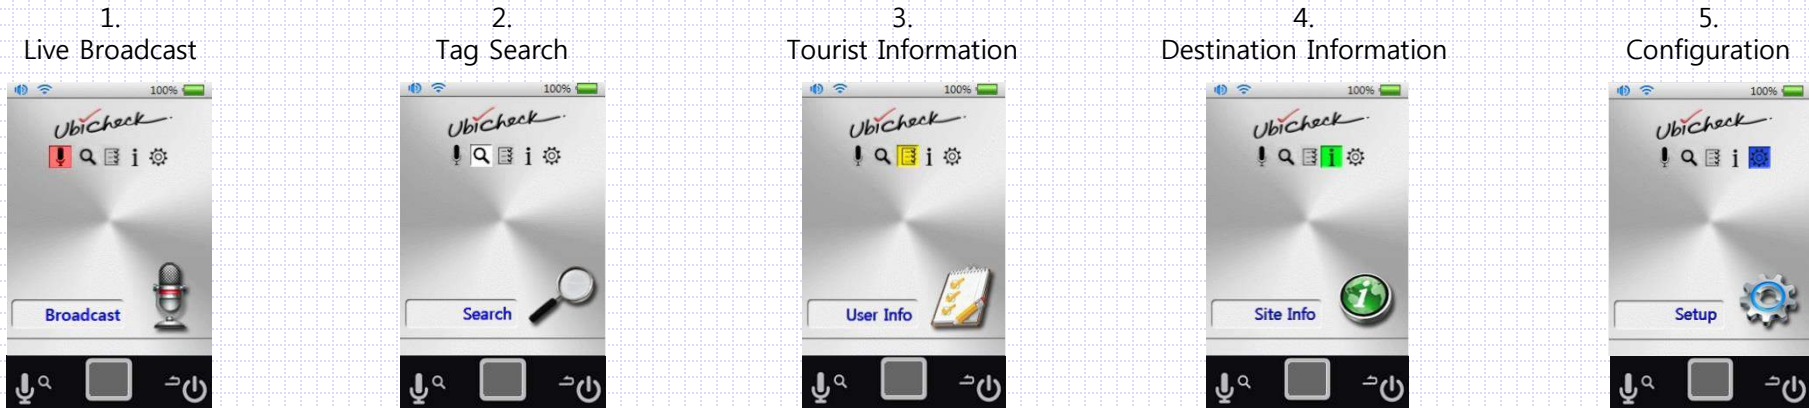 1.
Live Broadcast
100%
Ubicheck
i
Broadcast
2.
Tag Search
100%
Ubicheck
i
Search
3.
Tourist Information
100%
Ubicheck
i
User Info
4.
Destination Information
100%
Ubicheck
i
Site Info
5.
Configuration
100%
Ubicheck
i
Setup